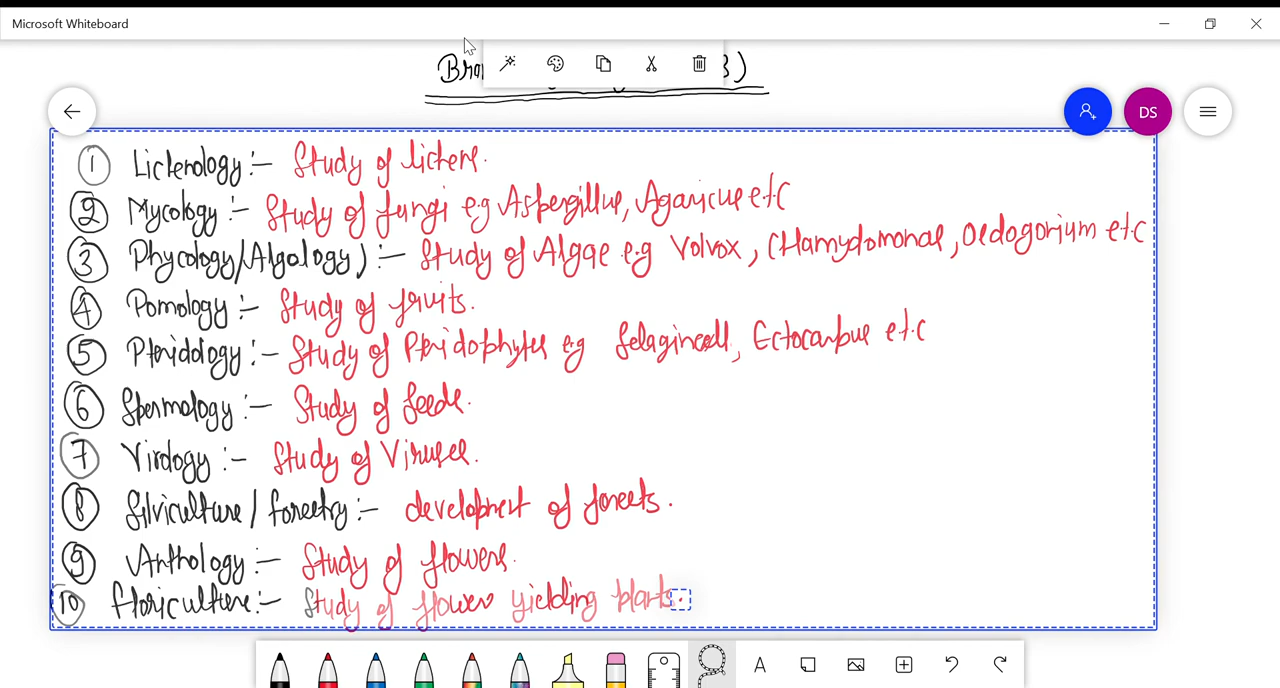 Microsoft Whiteboard
DS
① Lichenology :- Study of lichens.
② Mycology :- Study of fungi e.g Aspergillus, Agaricus etc
③ Phycology/(Algology) :- Study of Algae e.g Volvox, Chlamydomonas, Oedogonium etc
④ Pomology :- Study of fruits.
⑤ Pteridology :- Study of Pteridophytes eg Selaginell, Ectocarpus etc
⑥ Spermology :- Study of seeds.
⑦ Virology :- Study of Viruses.
⑧ Silviculture / forestry :- development of forests.
⑨ Anthology :- Study of flowers.
⑩ floriculture :- Study of flower yielding plants.
A